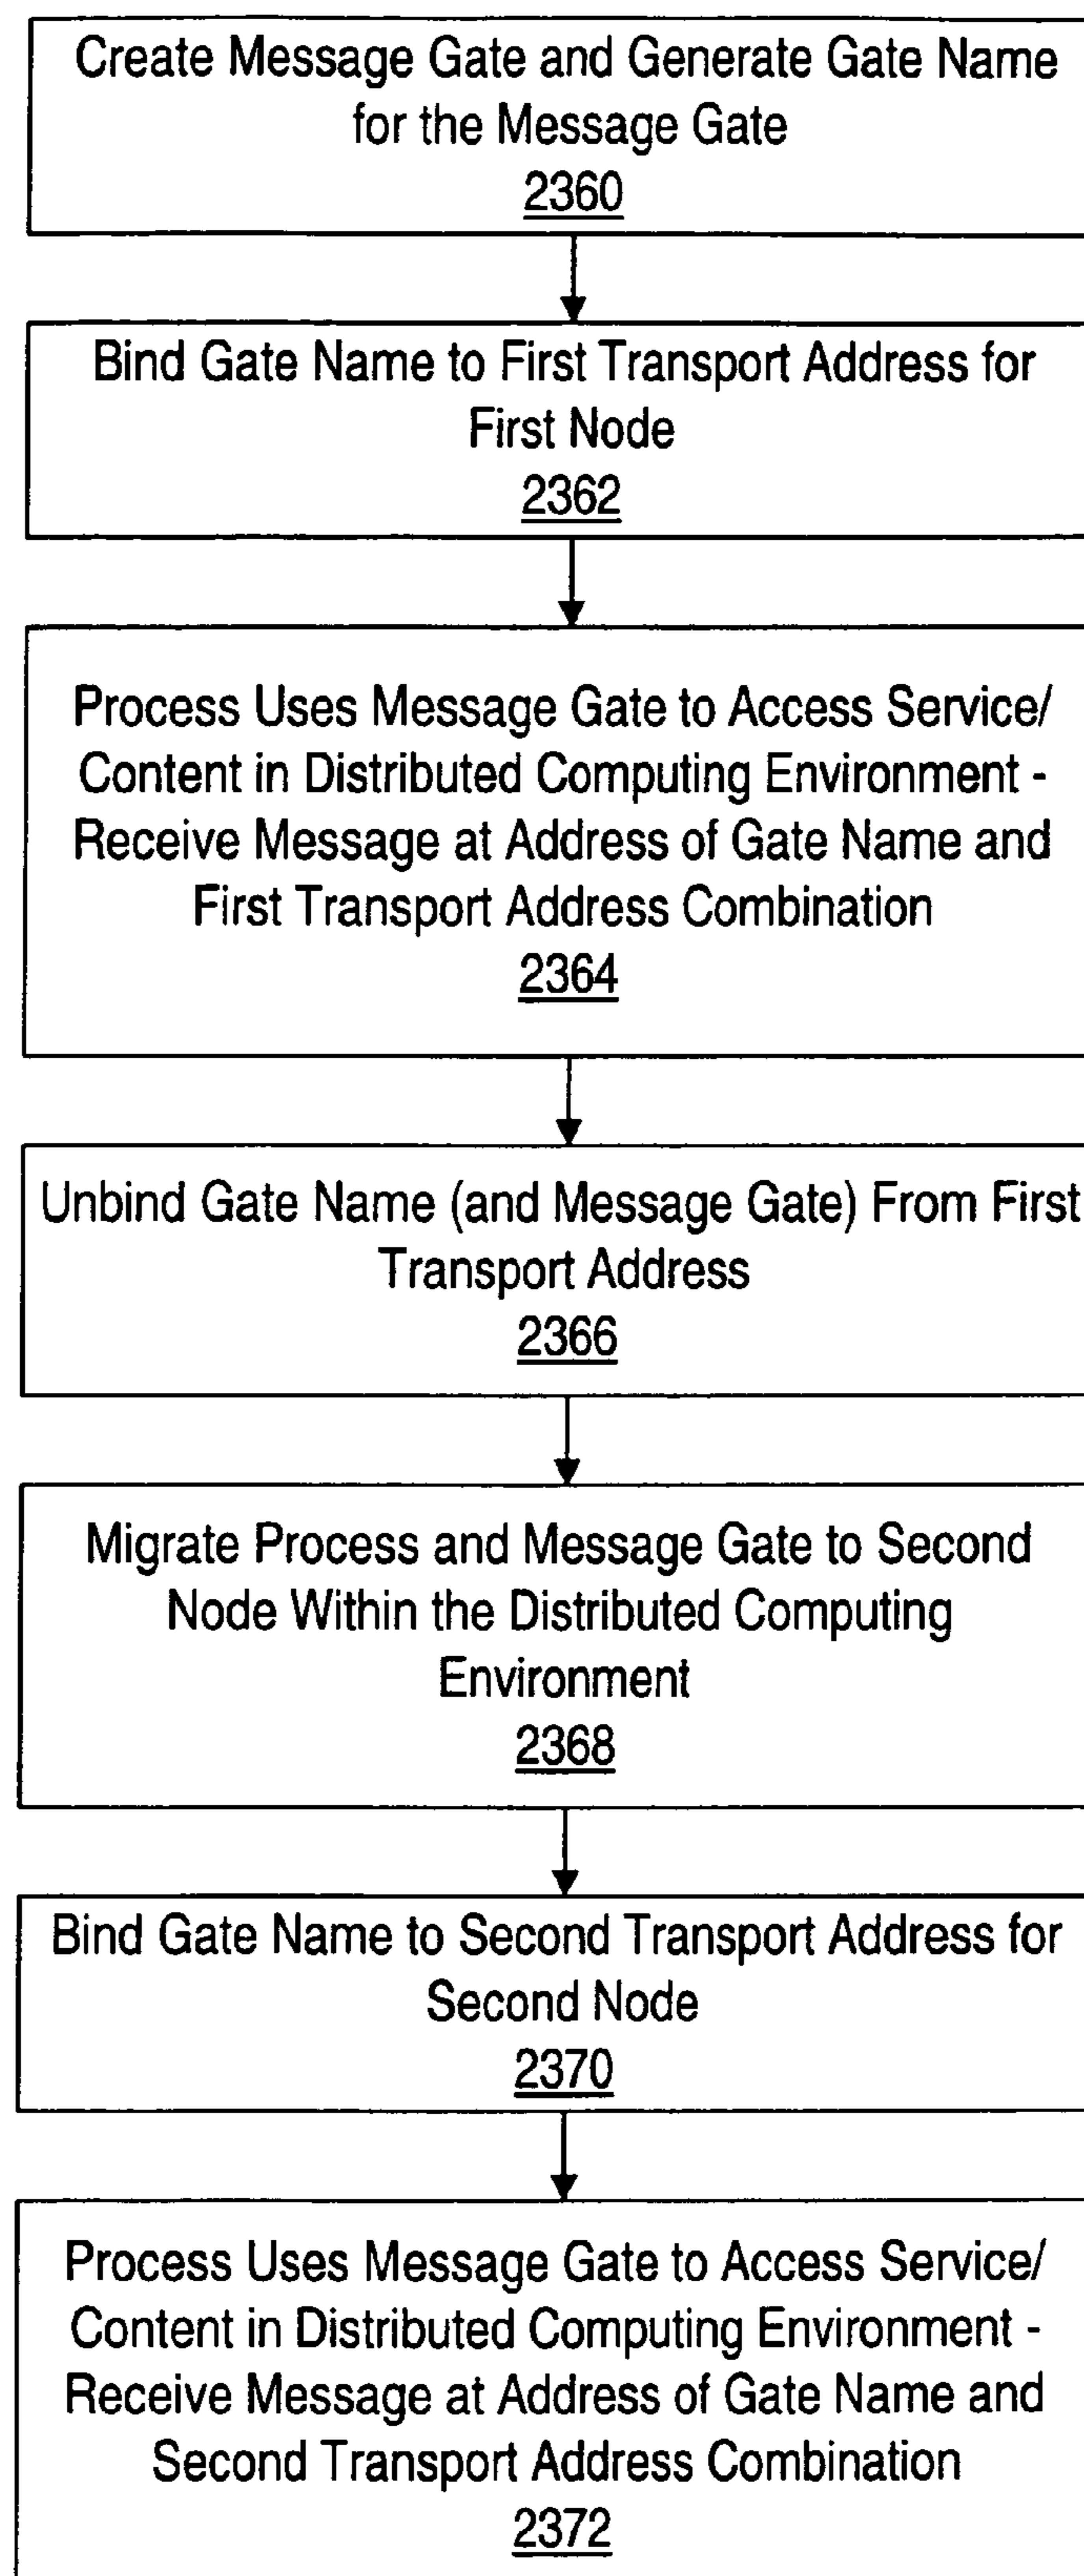 Create Message Gate and Generate Gate Name
for the Message Gate
2360
Bind Gate Name to First Transport Address for
First Node
2362
Process Uses Message Gate to Access Service/
Content in Distributed Computing Environment -
Receive Message at Address of Gate Name and
First Transport Address Combination
2364
Unbind Gate Name (and Message Gate) From First
Transport Address
2366
Migrate Process and Message Gate to Second
Node Within the Distributed Computing
Environment
2368
Bind Gate Name to Second Transport Address for
Second Node
2370
Process Uses Message Gate to Access Service/
Content in Distributed Computing Environment -
Receive Message at Address of Gate Name and
Second Transport Address Combination
2372